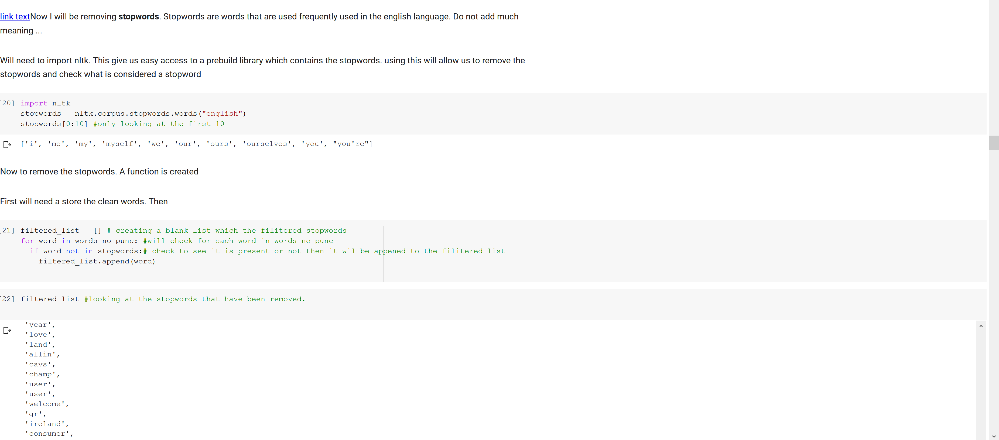 link textNow I will be removing stopwords. Stopwords are words that are used frequently used in the english language. Do not add much
meaning ...
Will need to import nltk. This give us easy access to a prebuild library which contains the stopwords. using this will allow us to remove the
stopwords and check what is considered a stopword
[20] import nltk
stopwords = nltk.corpus.stopwords.words("english")
stopwords[0:10] #only looking at the first 10
['i', 'me', 'my', 'myself', 'we', 'our', 'ours', 'ourselves', 'you', "you're"]
Now to remove the stopwords. A function is created
First will need a store the clean words. Then
[21] filtered_list = [] # creating a blank list which the filitered stopwords
for word in words_no_punc: #will check for each word in words_no_punc
if word not in stopwords:# check to see it is present or not then it wil be appened to the filitered list
filtered_list.append(word)
[22] filtered_list #looking at the stopwords that have been removed.
'year',
'love',
'land',
'allin',
'cavs',
'champ',
'user',
'user',
'welcome',
'gr',
'ireland',
'consumer',